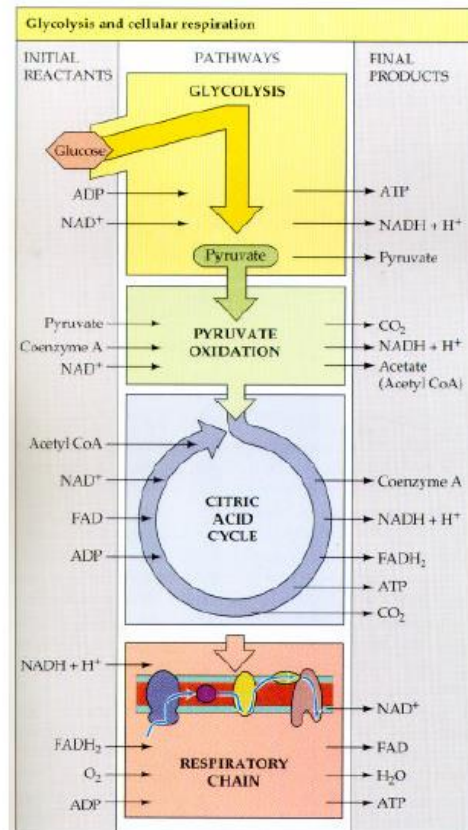 Glycolysis and cellular respiration
INITIAL
REACTANTS
PATHWAYS
FINAL
PRODUCTS
GLYCOLYSIS
Glucose
ADP
ATP
NAD⁺
NADH + H⁺
Pyruvate
Pyruvate
Pyruvate
CO₂
PYRUVATE
OXIDATION
Coenzyme A
NADH + H⁺
NAD⁺
Acetate
(Acetyl CoA)
Acetyl CoA
NAD⁺
FAD
ADP
CITRIC
ACID
CYCLE
Coenzyme A
NADH + H⁺
FADH₂
ATP
CO₂
NADH + H⁺
NAD⁺
FADH₂
FAD
RESPIRATORY
CHAIN
O₂
H₂O
ADP
ATP